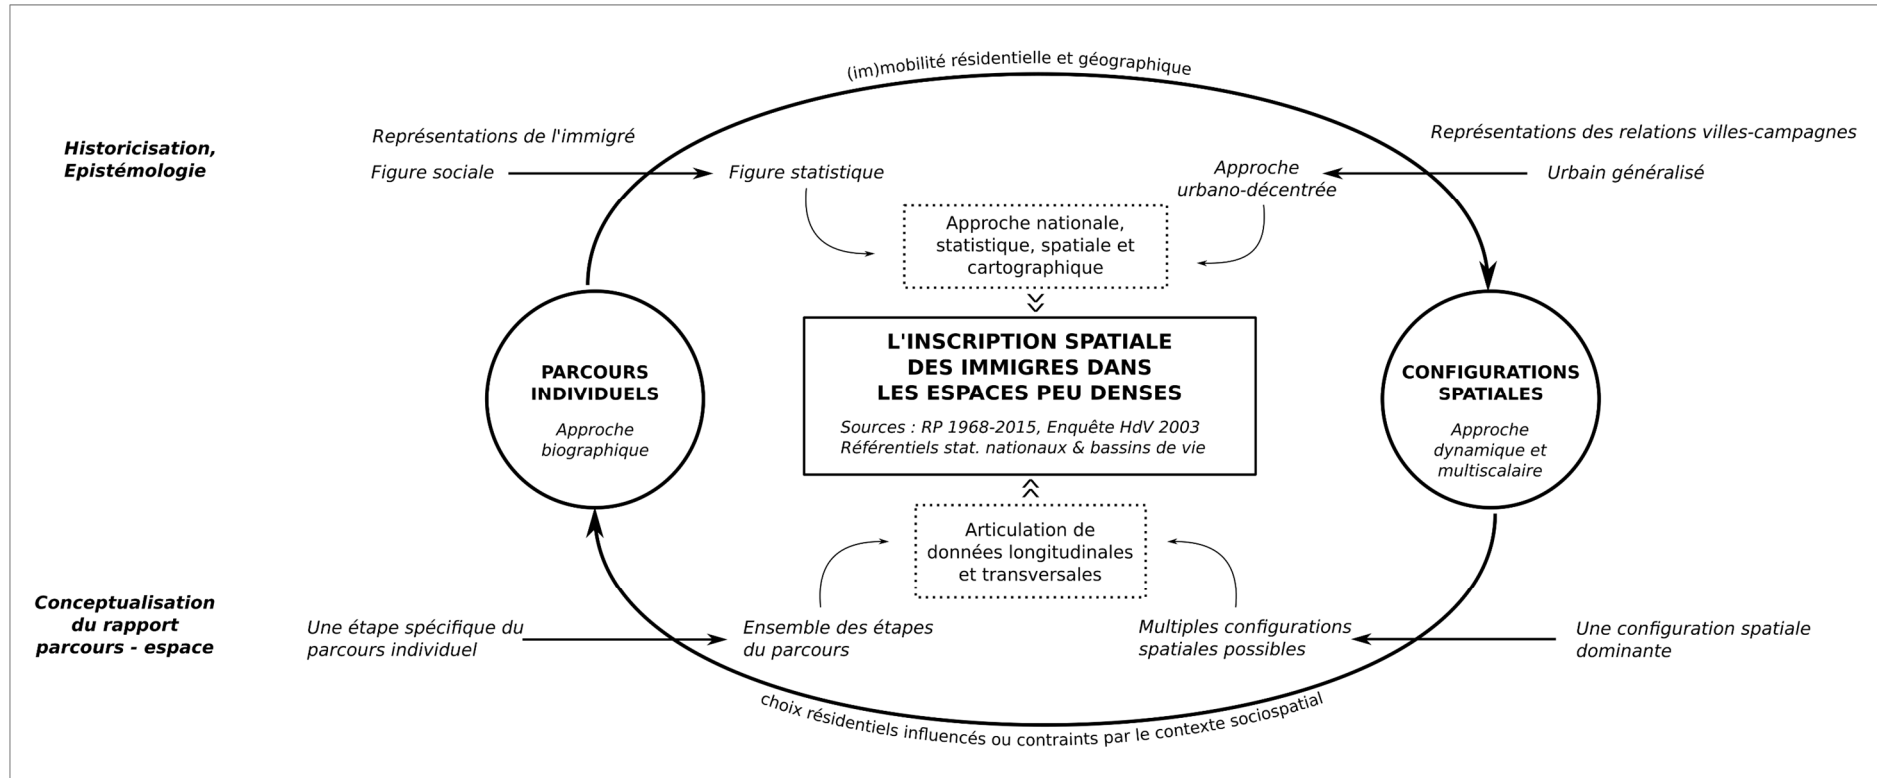 (im)mobilité résidentielle et géographique
Historicisation,
Epistémologie
Représentations de l'immigré
Figure sociale
Figure statistique
Représentations des relations villes-campagnes
Approche
urbano-décentrée
Urbain généralisé
Approche nationale,
statistique, spatiale et
cartographique
PARCOURS
INDIVIDUELS
Approche
biographique
L'INSCRIPTION SPATIALE
DES IMMIGRES DANS
LES ESPACES PEU DENSES
Sources : RP 1968-2015, Enquête HdV 2003
Référentiels stat. nationaux & bassins de vie
CONFIGURATIONS
SPATIALES
Approche
dynamique et
multiscalaire
Articulation de
données longitudinales
et transversales
Conceptualisation
du rapport
parcours - espace
Une étape spécifique du
parcours individuel
Ensemble des étapes
du parcours
Multiples configurations
spatiales possibles
Une configuration spatiale
dominante
choix résidentiels influencés ou contraints par le contexte sociospatial